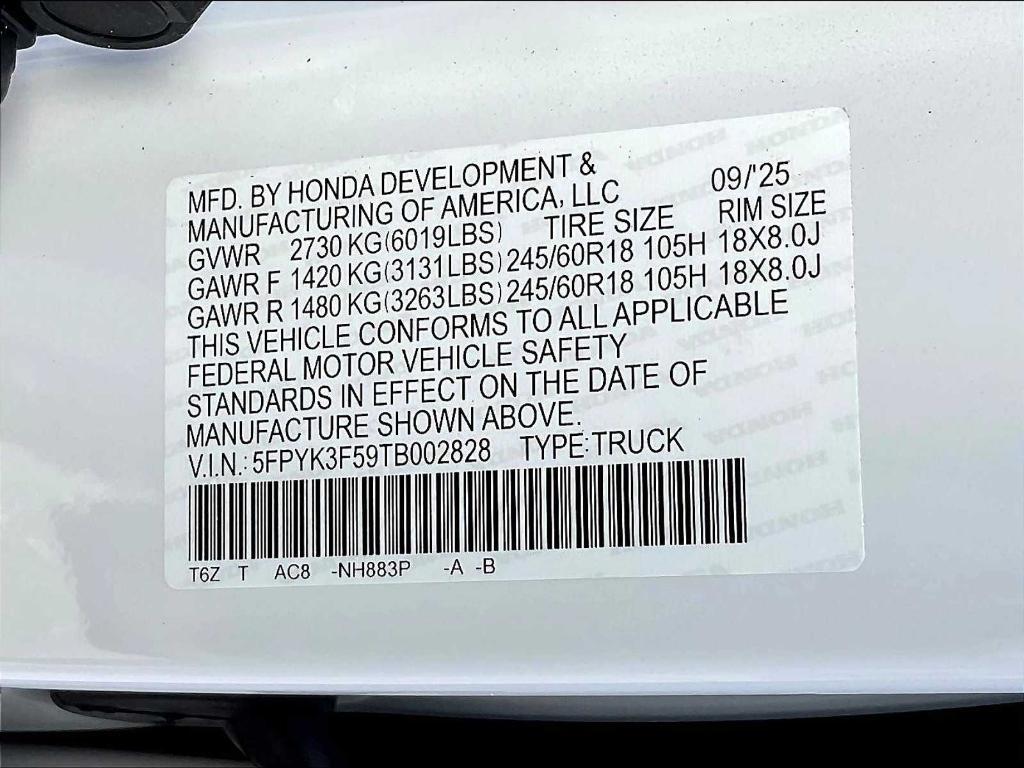 MFD. BY HONDA DEVELOPMENT & 09/'25
MANUFACTURING OF AMERICA, LLC
GVWR 2730 KG(6019LBS) TIRE SIZE RIM SIZE
GAWR F 1420 KG(3131LBS) 245/60R18 105H 18X8.0J
GAWR R 1480 KG(3263LBS) 245/60R18 105H 18X8.0J
THIS VEHICLE CONFORMS TO ALL APPLICABLE
FEDERAL MOTOR VEHICLE SAFETY
STANDARDS IN EFFECT ON THE DATE OF
MANUFACTURE SHOWN ABOVE.
V.I.N.: 5FPYK3F59TB002828 TYPE: TRUCK
T6Z T AC8 -NH883P -A -B